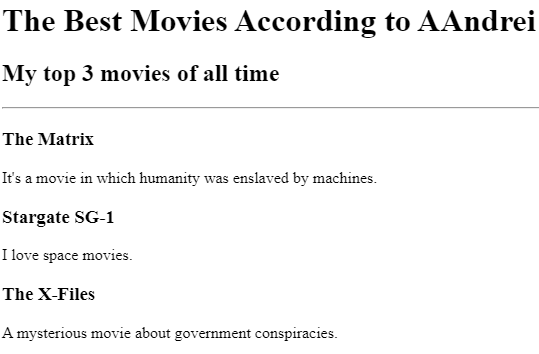 The Best Movies According to AAndrei
My top 3 movies of all time
The Matrix
It's a movie in which humanity was enslaved by machines.
Stargate SG-1
I love space movies.
The X-Files
A mysterious movie about government conspiracies.